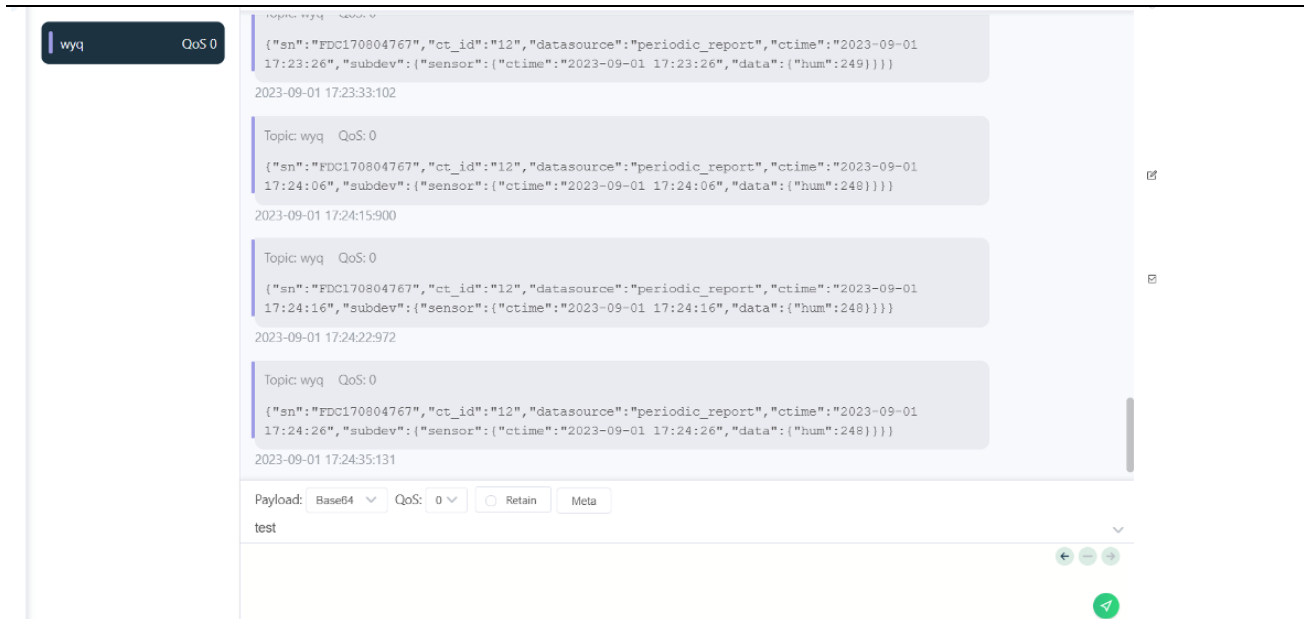 wyq QoS 0
Topic: wyq QoS: 0
{"sn":"FDC170804767","ct_id":"12","datasource":"periodic_report","ctime":"2023-09-01
17:23:26","subdev":{"sensor":{"ctime":"2023-09-01 17:23:26","data":{"hum":249}}}}
2023-09-01 17:23:33:102
Topic: wyq QoS: 0
{"sn":"FDC170804767","ct_id":"12","datasource":"periodic_report","ctime":"2023-09-01
17:24:06","subdev":{"sensor":{"ctime":"2023-09-01 17:24:06","data":{"hum":248}}}}
2023-09-01 17:24:15:900
Topic: wyq QoS: 0
{"sn":"FDC170804767","ct_id":"12","datasource":"periodic_report","ctime":"2023-09-01
17:24:16","subdev":{"sensor":{"ctime":"2023-09-01 17:24:16","data":{"hum":248}}}}
2023-09-01 17:24:22:972
Topic: wyq QoS: 0
{"sn":"FDC170804767","ct_id":"12","datasource":"periodic_report","ctime":"2023-09-01
17:24:26","subdev":{"sensor":{"ctime":"2023-09-01 17:24:26","data":{"hum":248}}}}
2023-09-01 17:24:35:131
Payload: Base64 QoS: 0 Retain Meta
test